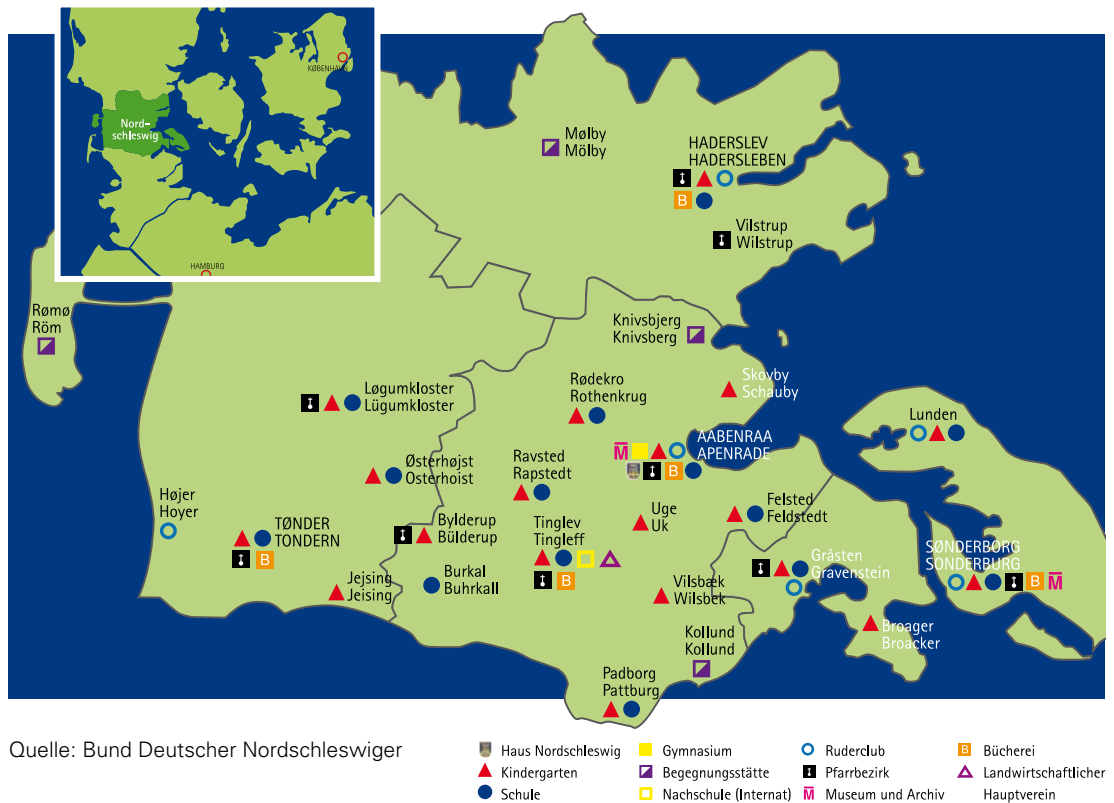 KØBENHAVN
Nord-
schleswig
HAMBURG
Mølby
Mölby
HADERSLEV
HADERSLEBEN
B
Vilstrup
Wilstrup
Rømø
Röm
Knivsbjerg
Knivsberg
Skovby
Schauby
Rødekro
Rothenkrug
Løgumkloster
Lügumkloster
Lunden
AABENRAA
APENRADE
M
B
Østerhøjst
Osterhoist
Ravsted
Rapstedt
Felsted
Feldstedt
Højer
Hoyer
TØNDER
TONDERN
B
Bylderup
Bülderup
Tinglev
Tingleff
B
Uge
Uk
Gråsten
Gravenstein
SØNDERBORG
SONDERBURG
B
M
Jejsing
Jeising
Burkal
Buhrkall
Vilsbæk
Wilsbek
Broager
Broacker
Kollund
Kollund
Padborg
Pattburg
Quelle: Bund Deutscher Nordschleswiger
Haus Nordschleswig
Kindergarten
Schule
Gymnasium
Begegnungsstätte
Nachschule (Internat)
Ruderclub
Pfarrbezirk
M Museum und Archiv
B Bücherei
Landwirtschaftlicher
Hauptverein